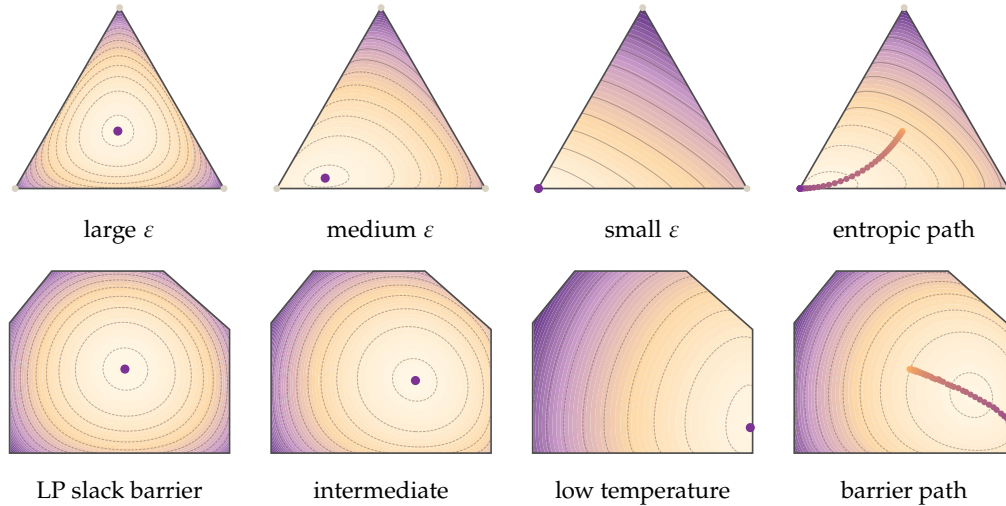 large ε
medium ε
small ε
entropic path
LP slack barrier
intermediate
low temperature
barrier path